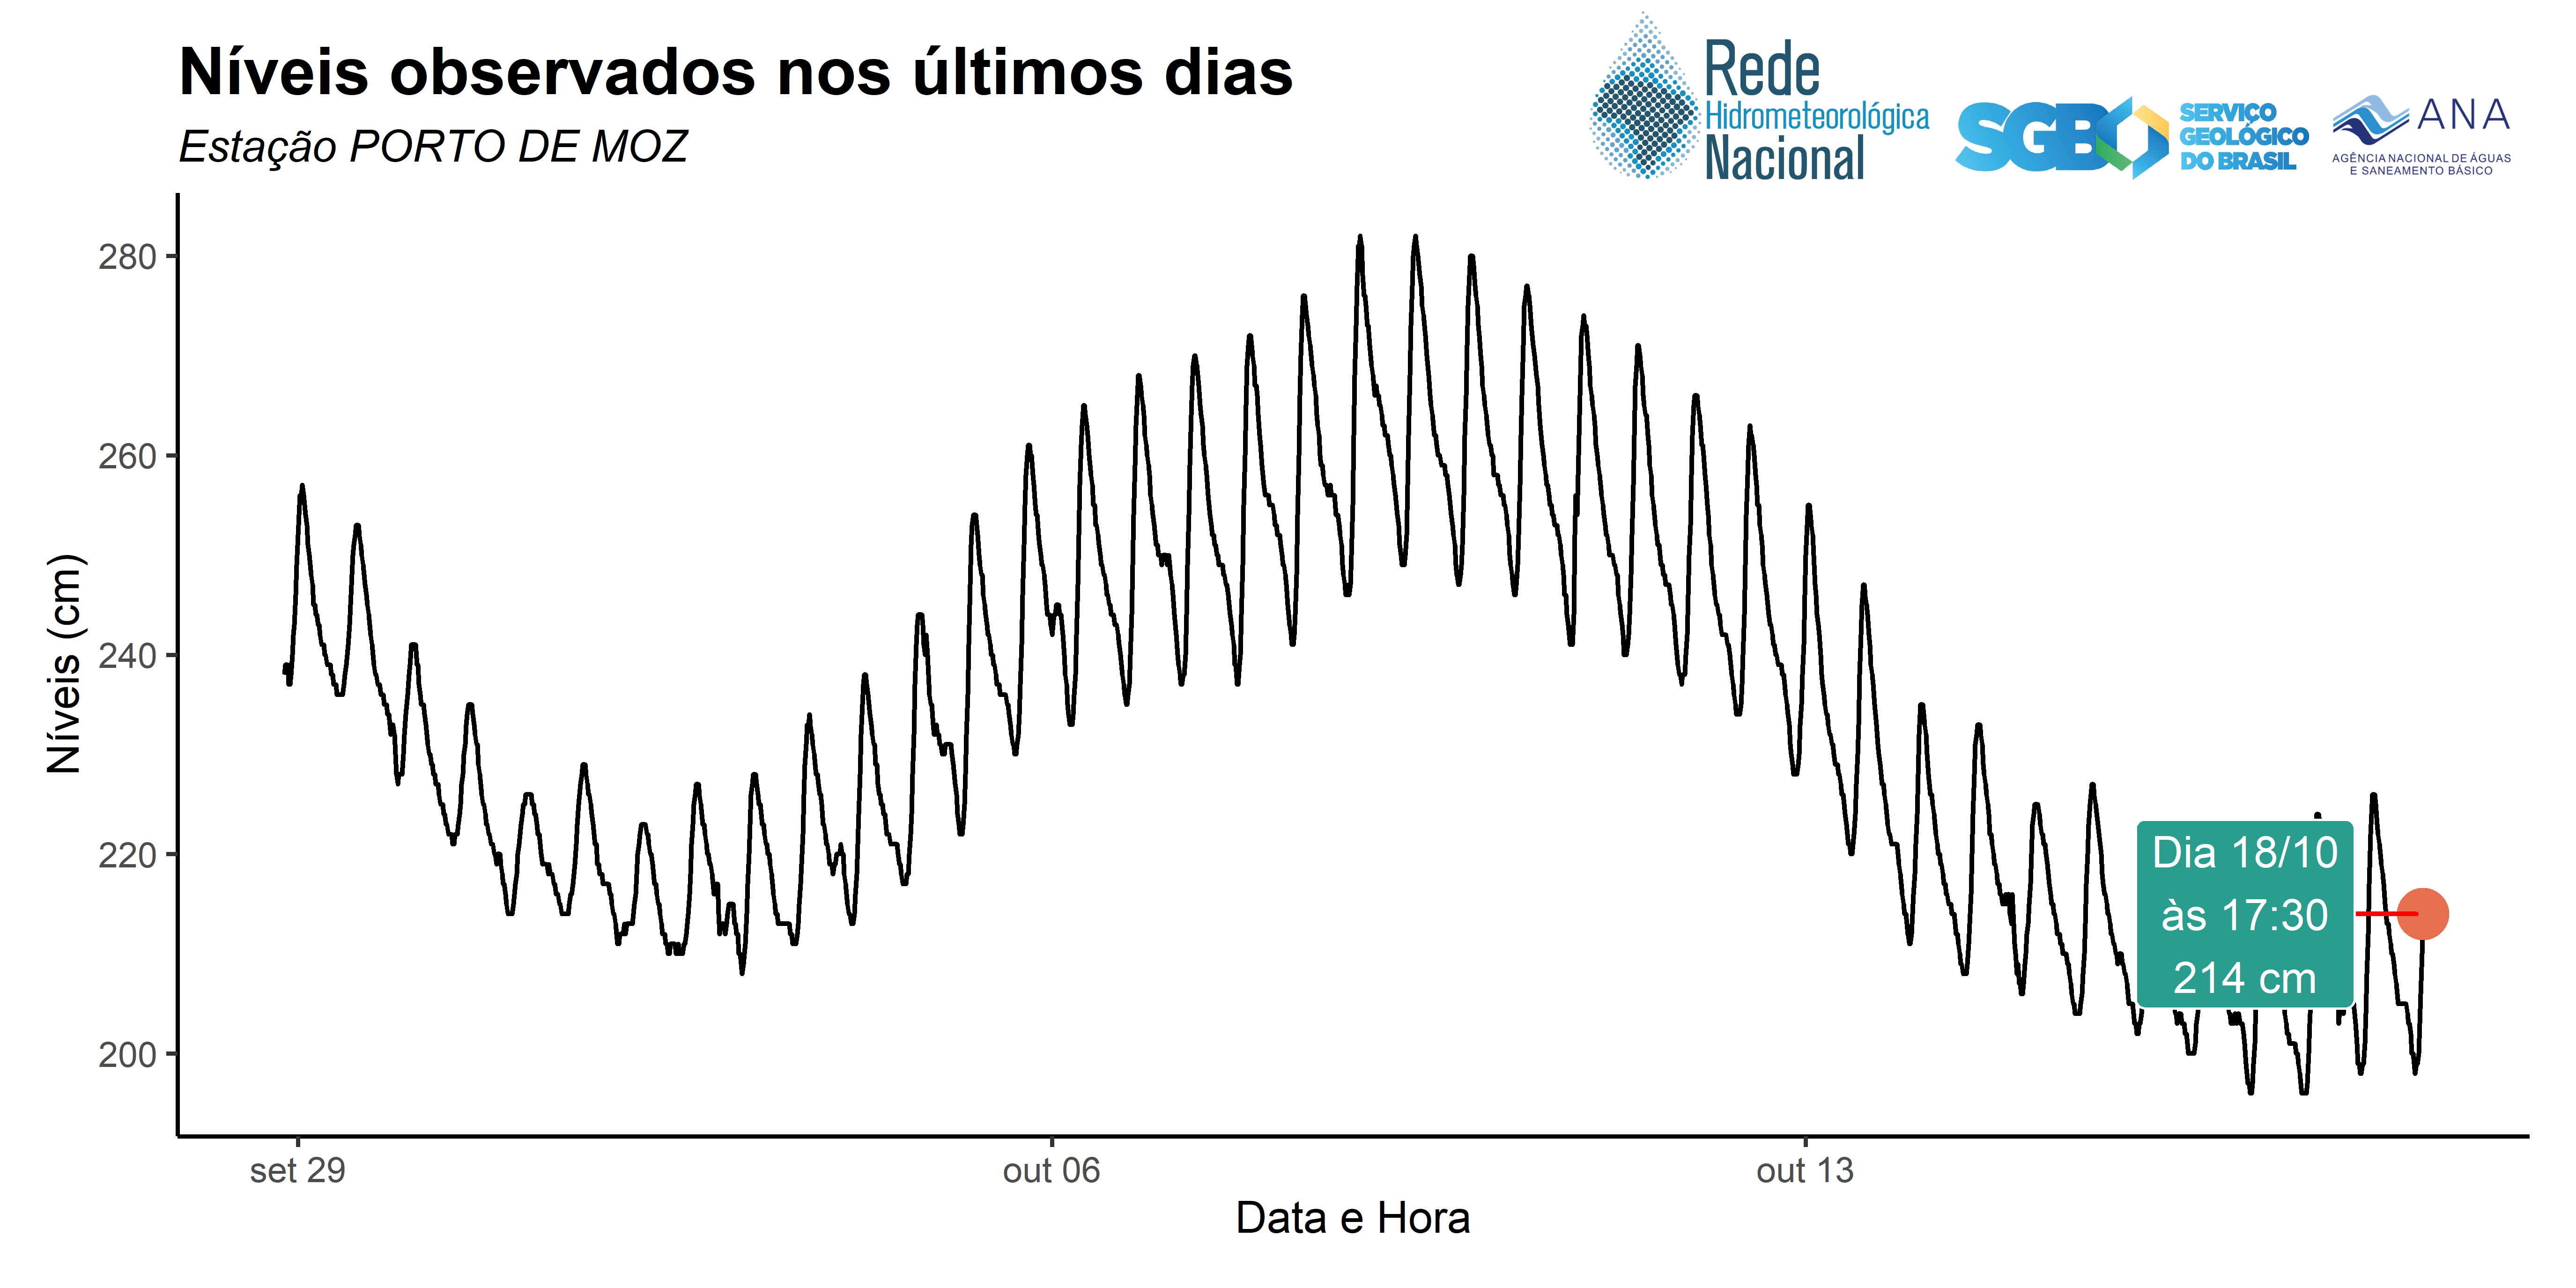 Níveis observados nos últimos dias
Estação PORTO DE MOZ
Rede
Hidrometeorológica
Nacional
SGB
SERVIÇO
GEOLÓGICO
DO BRASIL
ANA
AGÊNCIA NACIONAL DE ÁGUAS
E SANEAMENTO BÁSICO
Níveis (cm)
280
260
240
220
200
Dia 18/10
às 17:30
214 cm
set 29
out 06
out 13
Data e Hora